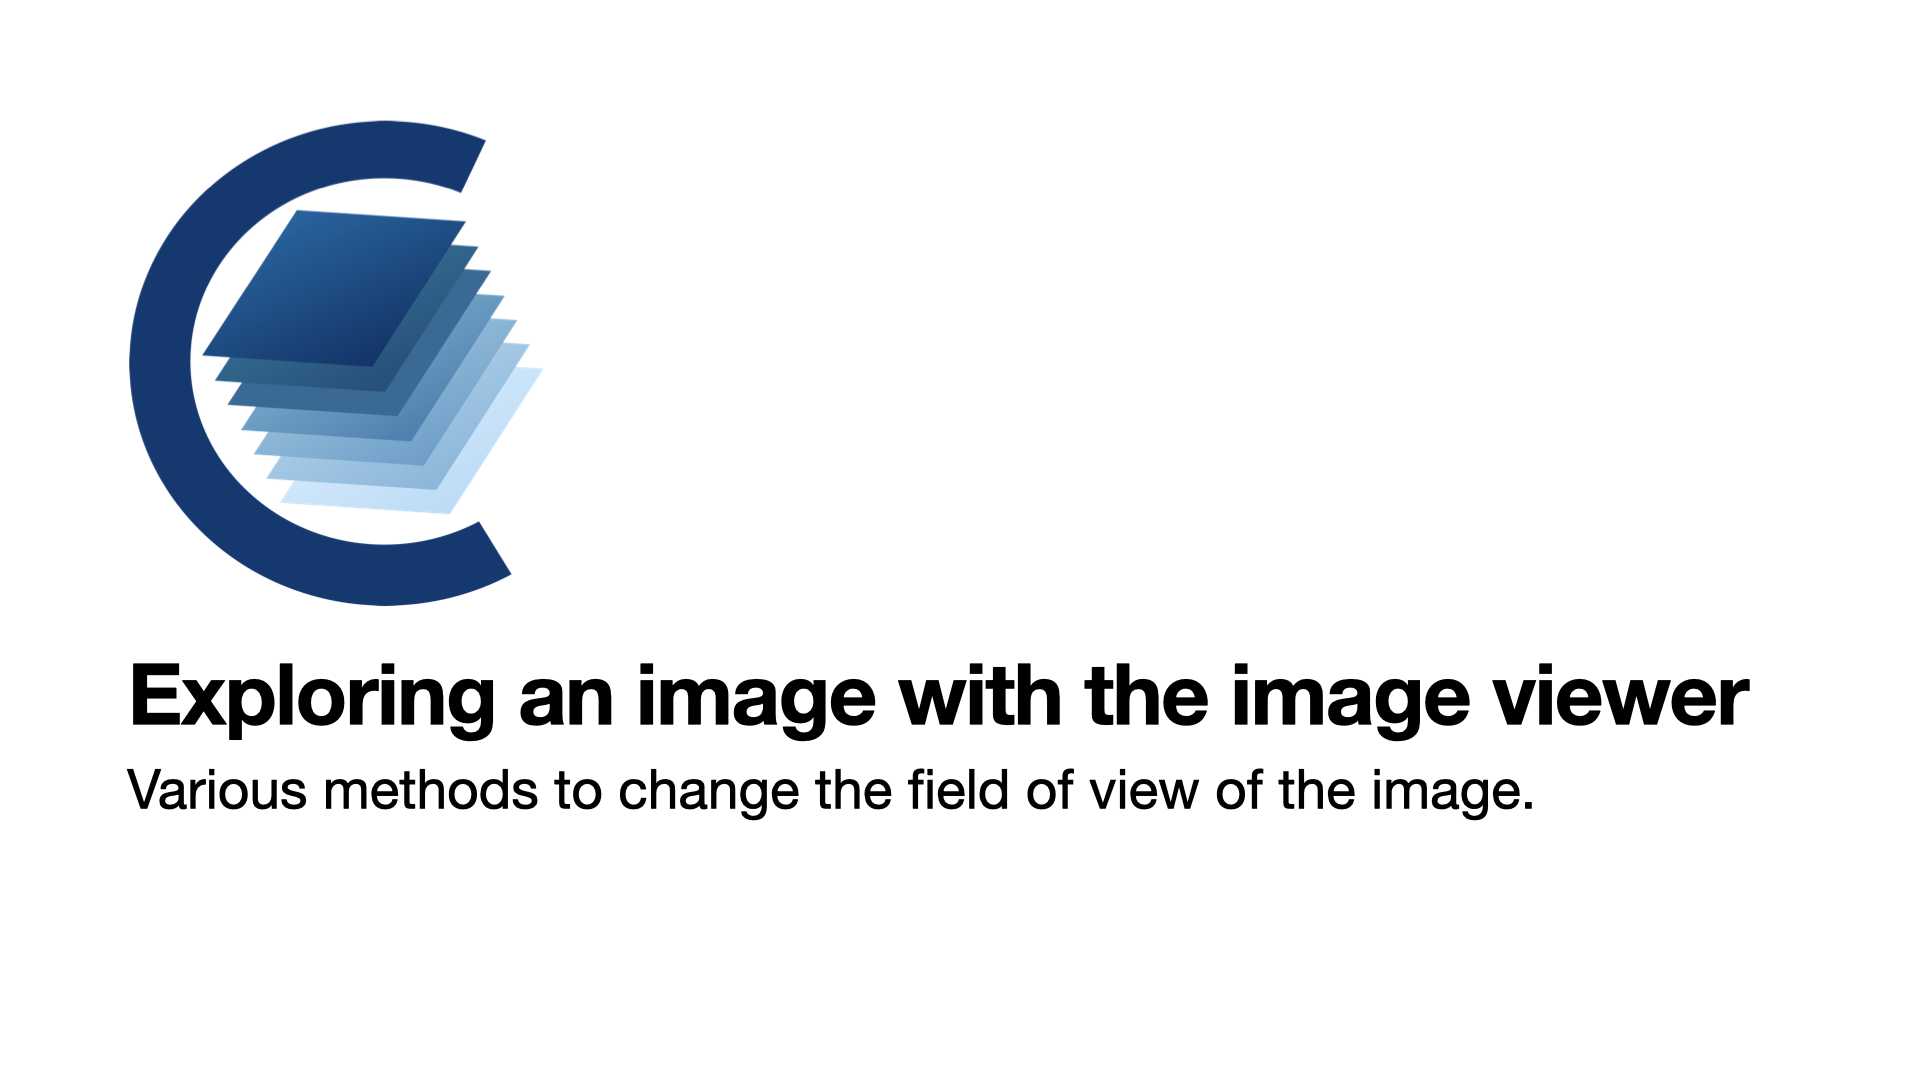 Exploring an image with the image viewer
Various methods to change the field of view of the image.